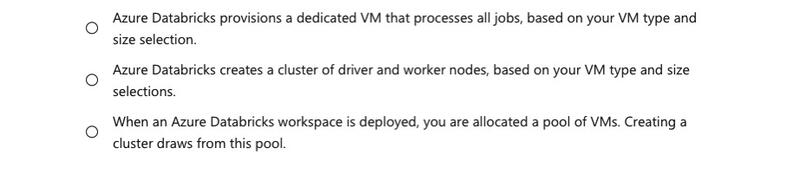 Azure Databricks provisions a dedicated VM that processes all jobs, based on your VM type and
size selection.
Azure Databricks creates a cluster of driver and worker nodes, based on your VM type and size
selections.
When an Azure Databricks workspace is deployed, you are allocated a pool of VMs. Creating a
cluster draws from this pool.